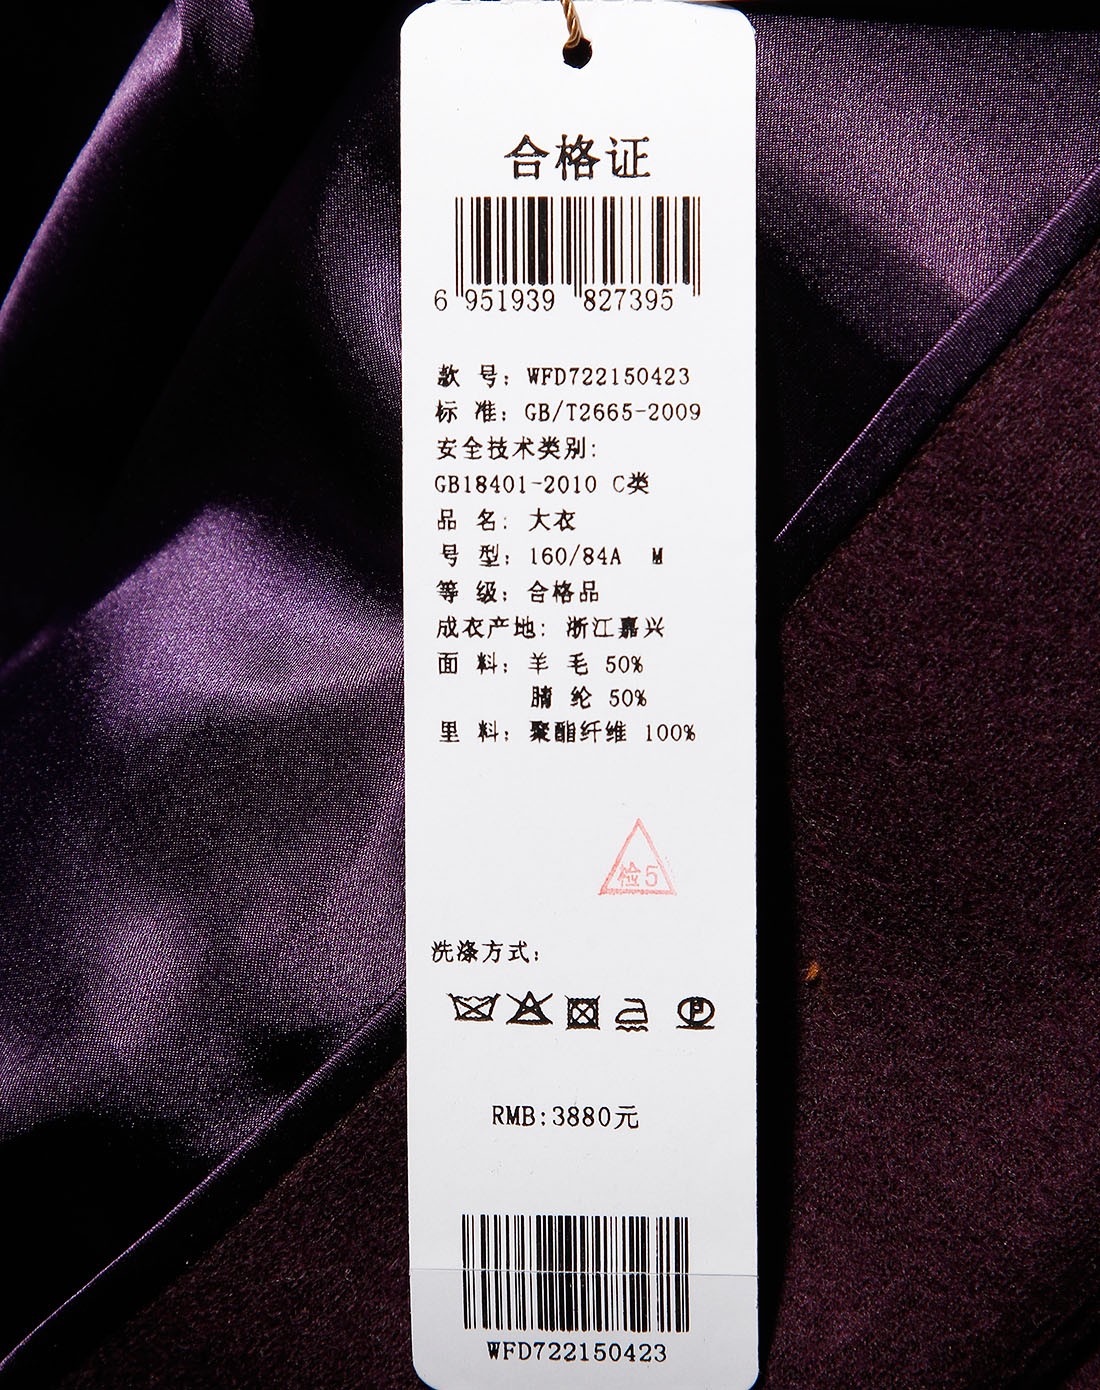 合格证
6 951939 827395
款 号: WFD722150423
标 准: GB/T2665-2009
安全技术类别:
GB18401-2010 C类
品 名: 大衣
号 型: 160/84A M
等 级: 合格品
成衣产地: 浙江嘉兴
面 料: 羊 毛 50%
腈 纶 50%
里 料: 聚酯纤维 100%
检5
洗涤方式:
P
RMB:3880元
WFD722150423